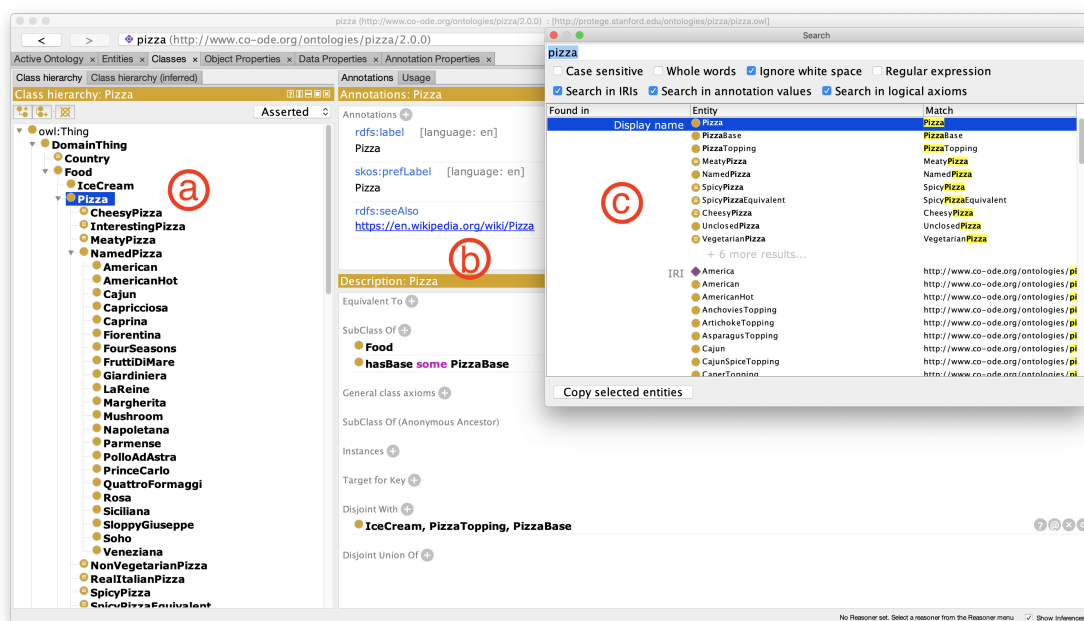 pizza (http://www.co-ode.org/ontologies/pizza/2.0.0) : [http://protege.stanford.edu/ontologies/pizza/pizza.owl]
< > pizza (http://www.co-ode.org/ontologies/pizza/2.0.0)
Active Ontology × Entities × Classes × Object Properties × Data Properties × Annotation Properties ×
Class hierarchy Class hierarchy (inferred)
Class hierarchy: Pizza
Asserted
owl:Thing
DomainThing
Country
Food
IceCream
Pizza
CheesyPizza
InterestingPizza
MeatyPizza
NamedPizza
American
AmericanHot
Cajun
Capricciosa
Caprina
Fiorentina
FourSeasons
FruttiDiMare
Giardiniera
LaReine
Margherita
Mushroom
Napoletana
Parmense
PolloAdAstra
PrinceCarlo
QuattroFormaggi
Rosa
Siciliana
SloppyGiuseppe
Soho
Veneziana
NonVegetarianPizza
RealItalianPizza
SpicyPizza
SpicyPizzaEquivalent
a
Annotations Usage
Annotations: Pizza
Annotations
rdfs:label [language: en]
Pizza
skos:prefLabel [language: en]
Pizza
rdfs:seeAlso
https://en.wikipedia.org/wiki/Pizza
b
Description: Pizza
Equivalent To
SubClass Of
Food
hasBase some PizzaBase
General class axioms
SubClass Of (Anonymous Ancestor)
Instances
Target for Key
Disjoint With
IceCream, PizzaTopping, PizzaBase
Disjoint Union Of
Search
pizza
Case sensitive Whole words Ignore white space Regular expression
Search in IRIs Search in annotation values Search in logical axioms
Found in Entity Match
Display name Pizza Pizza
PizzaBase PizzaBase
PizzaTopping PizzaTopping
MeatyPizza MeatyPizza
NamedPizza NamedPizza
SpicyPizza SpicyPizza
SpicyPizzaEquivalent SpicyPizzaEquivalent
CheesyPizza CheesyPizza
UnclosedPizza UnclosedPizza
VegetarianPizza VegetarianPizza
+ 6 more results...
IRI America http://www.co-ode.org/ontologies/pi
American http://www.co-ode.org/ontologies/pi
AmericanHot http://www.co-ode.org/ontologies/pi
AnchoviesTopping http://www.co-ode.org/ontologies/pi
ArtichokeTopping http://www.co-ode.org/ontologies/pi
AsparagusTopping http://www.co-ode.org/ontologies/pi
Cajun http://www.co-ode.org/ontologies/pi
CajunSpiceTopping http://www.co-ode.org/ontologies/pi
CaperTopping http://www.co-ode.org/ontologies/pi
c
Copy selected entities
No Reasoner set. Select a reasoner from the Reasoner menu Show Inferences